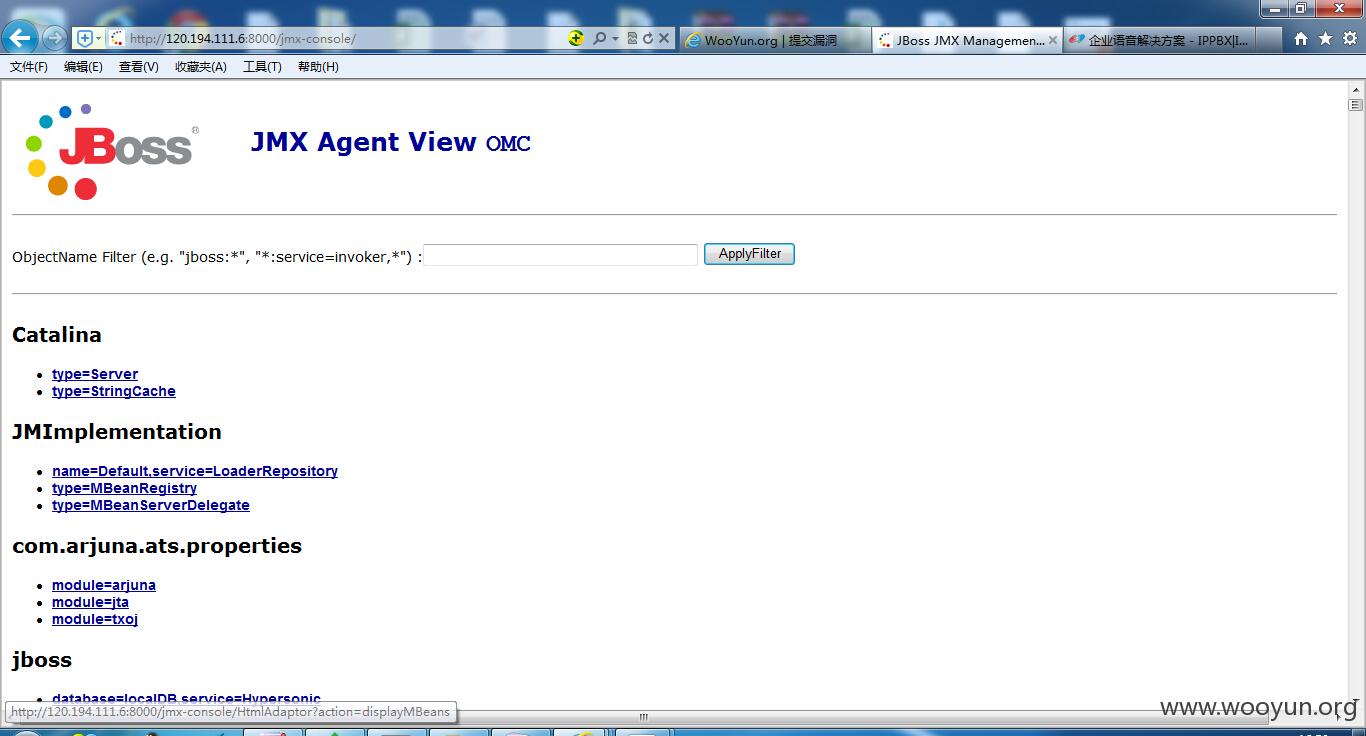 http://120.194.111.6:8000/jmx-console/
WooYun.org | 提交漏洞
JBoss JMX Managemen...
企业语音解决方案 - IPPBX|I...
文件(F) 编辑(E) 查看(V) 收藏夹(A) 工具(T) 帮助(H)
JBoss®
JMX Agent View OMC
ObjectName Filter (e.g. "jboss:*", "*:service=invoker,*") :
ApplyFilter
Catalina
type=Server
type=StringCache
JMImplementation
name=Default,service=LoaderRepository
type=MBeanRegistry
type=MBeanServerDelegate
com.arjuna.ats.properties
module=arjuna
module=jta
module=txoj
jboss
database=localDB,service=Hypersonic
http://120.194.111.6:8000/jmx-console/HtmlAdaptor?action=displayMBeans
www.wooyun.org